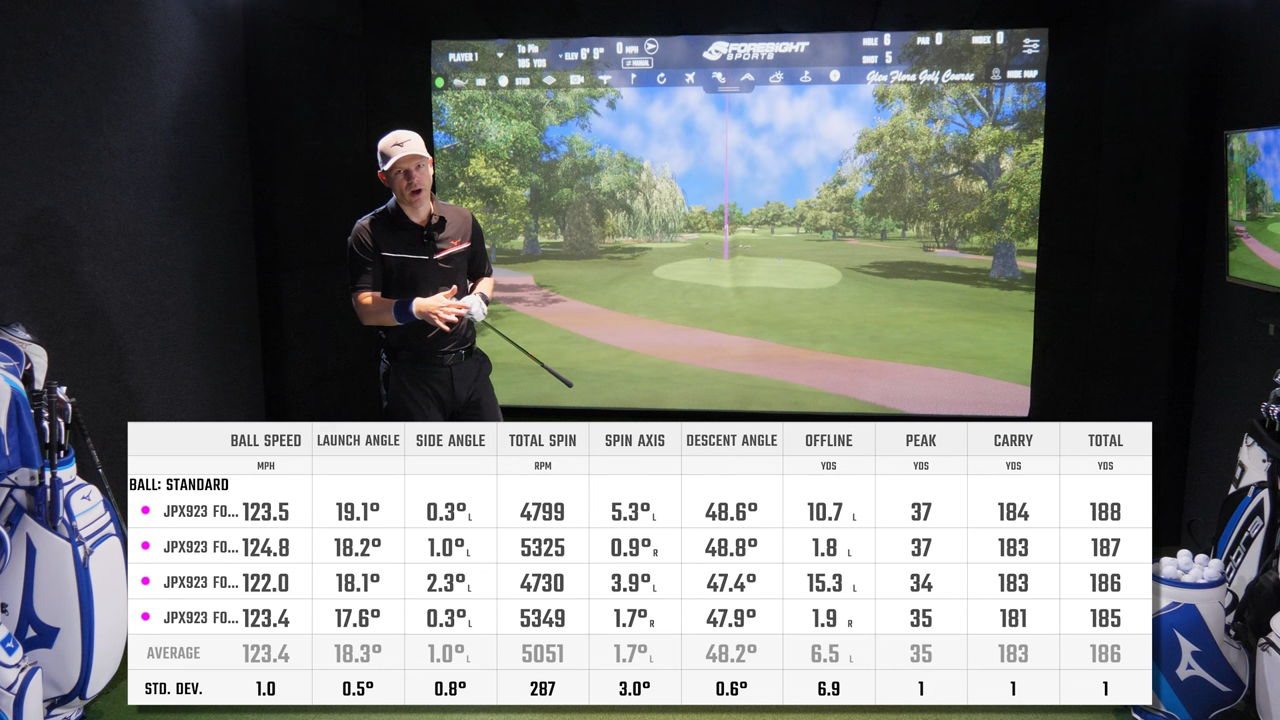 PLAYER 1
To Pin
185 YDS
ELEV 6' 9"
0 MPH
MANUAL
FORESIGHT
SPORTS
HOLE 6
PAR 0
INDEX 0
SHOT 5
STRD
Glen Flora Golf Course
HIDE MAP
BALL SPEED LAUNCH ANGLE SIDE ANGLE TOTAL SPIN SPIN AXIS DESCENT ANGLE OFFLINE PEAK CARRY TOTAL
MPH RPM YDS YDS YDS YDS
BALL: STANDARD
JPX923 FO... 123.5 19.1° 0.3° L 4799 5.3° L 48.6° 10.7 L 37 184 188
JPX923 FO... 124.8 18.2° 1.0° L 5325 0.9° R 48.8° 1.8 L 37 183 187
JPX923 FO... 122.0 18.1° 2.3° L 4730 3.9° L 47.4° 15.3 L 34 183 186
JPX923 FO... 123.4 17.6° 0.3° L 5349 1.7° R 47.9° 1.9 R 35 181 185
AVERAGE 123.4 18.3° 1.0° L 5051 1.7° L 48.2° 6.5 L 35 183 186
STD. DEV. 1.0 0.5° 0.8° 287 3.0° 0.6° 6.9 1 1 1